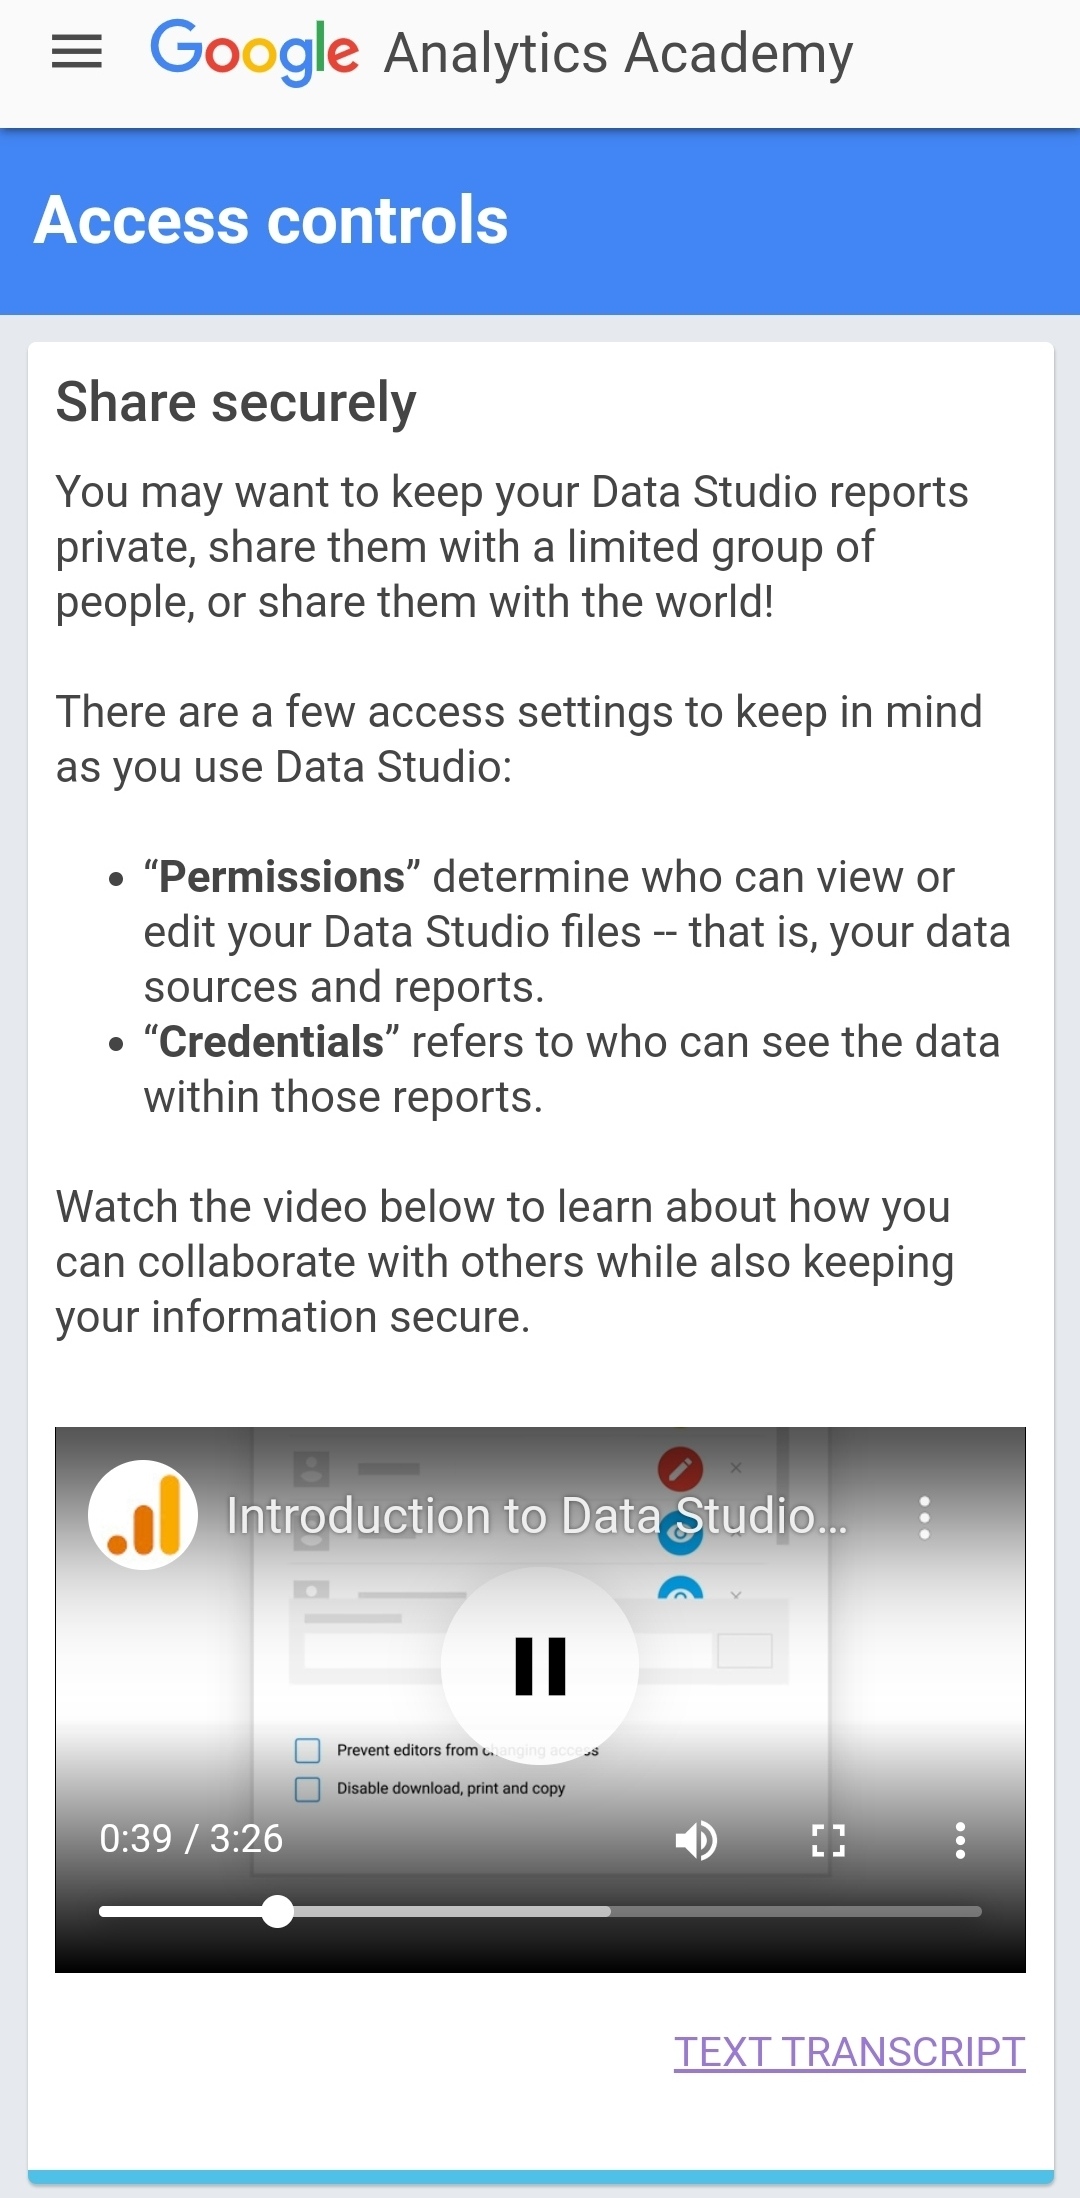 Google Analytics Academy
Access controls
Share securely
You may want to keep your Data Studio reports
private, share them with a limited group of
people, or share them with the world!
There are a few access settings to keep in mind
as you use Data Studio:
• “Permissions” determine who can view or
edit your Data Studio files -- that is, your data
sources and reports.
• “Credentials” refers to who can see the data
within those reports.
Watch the video below to learn about how you
can collaborate with others while also keeping
your information secure.
Introduction to Data Studio...
Prevent editors from changing access
Disable download, print and copy
0:39 / 3:26
TEXT TRANSCRIPT